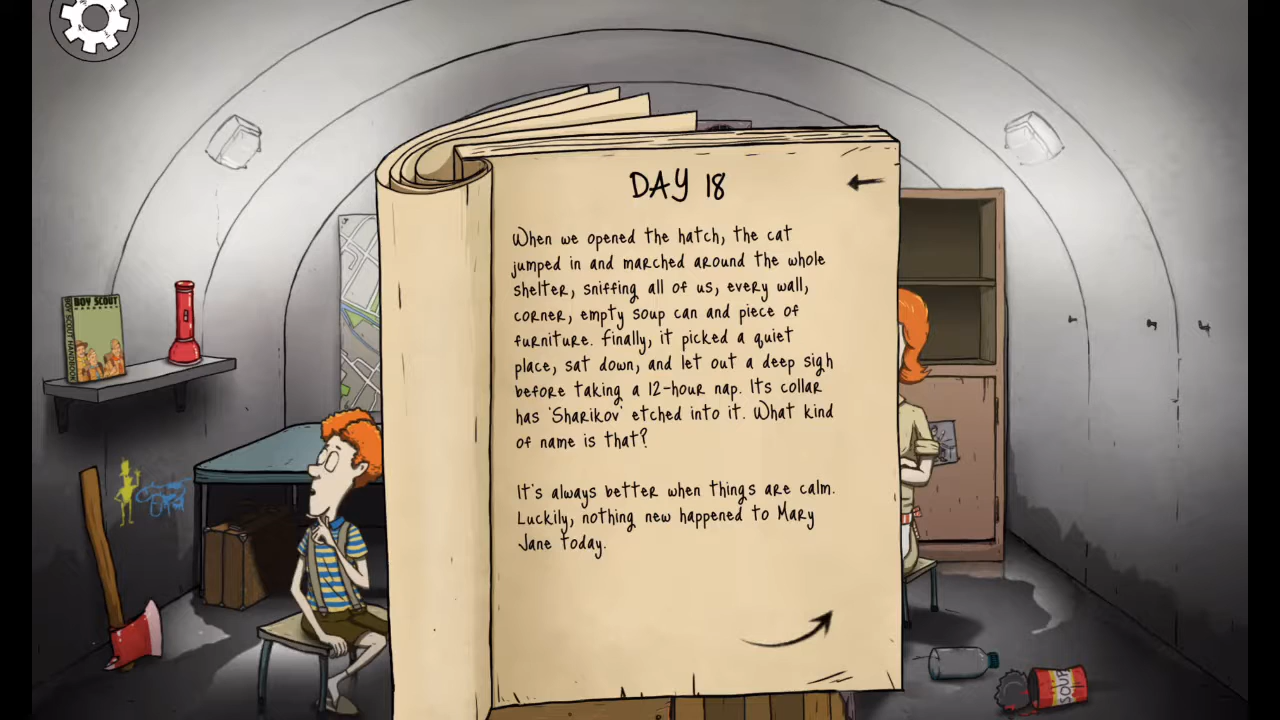 DAY 18
When we opened the hatch, the cat
jumped in and marched around the whole
shelter, sniffing all of us, every wall,
corner, empty soup can and piece of
furniture. Finally, it picked a quiet
place, sat down, and let out a deep sigh
before taking a 12-hour nap. Its collar
has 'Sharikov' etched into it. What kind
of name is that?
It's always better when things are calm.
Luckily, nothing new happened to Mary
Jane today.
BOY SCOUT
BOY SCOUT HANDBOOK
SOUP